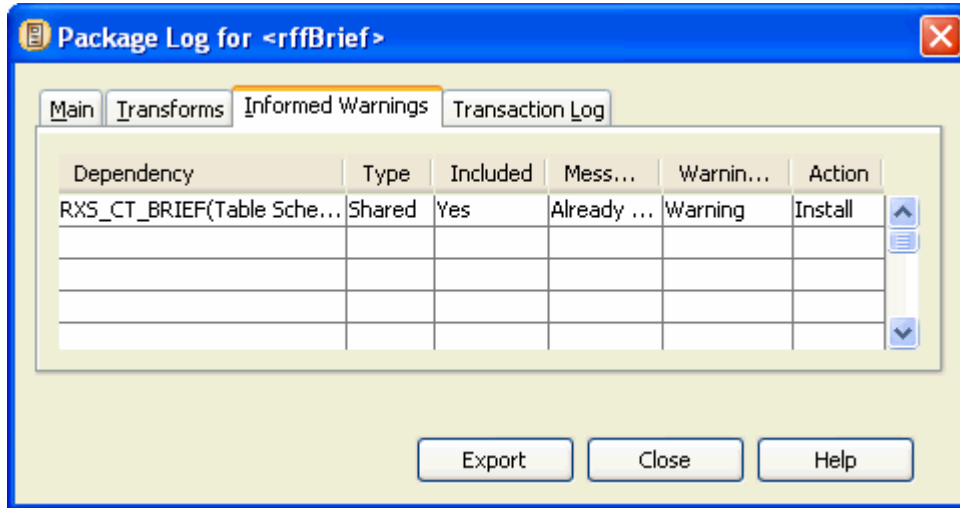 Package Log for <rffBrief>
Main Transforms Informed Warnings Transaction Log
Dependency Type Included Mess... Warnin... Action
RXS_CT_BRIEF(Table Sche... Shared Yes Already ... Warning Install
Export Close Help